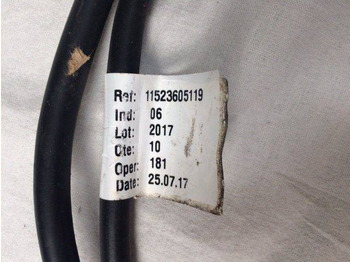 Ref: 11523605119
Ind: 06
Lot: 2017
Qte: 10
Oper: 181
Date: 25.07.17